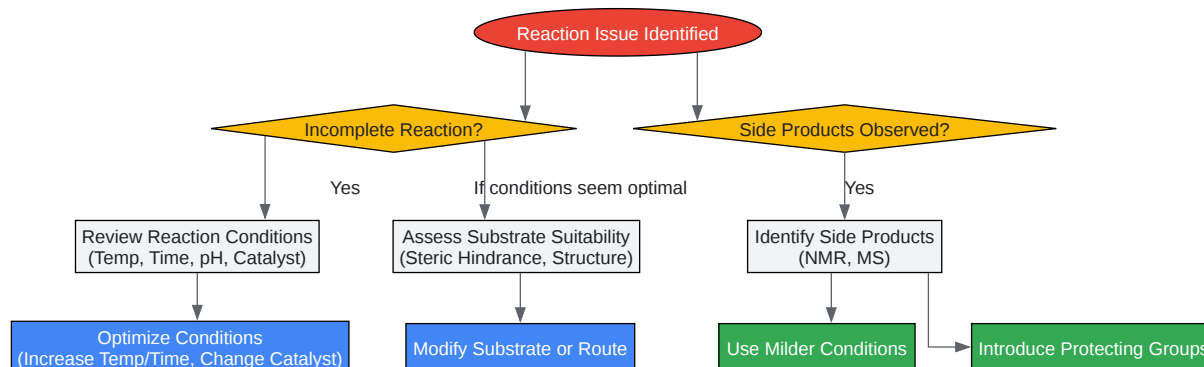 Reaction Issue Identified
Incomplete Reaction?
Side Products Observed?
Yes
If conditions seem optimal
Yes
Review Reaction Conditions
(Temp, Time, pH, Catalyst)
Assess Substrate Suitability
(Steric Hindrance, Structure)
Identify Side Products
(NMR, MS)
Optimize Conditions
(Increase Temp/Time, Change Catalyst)
Modify Substrate or Route
Use Milder Conditions
Introduce Protecting Groups